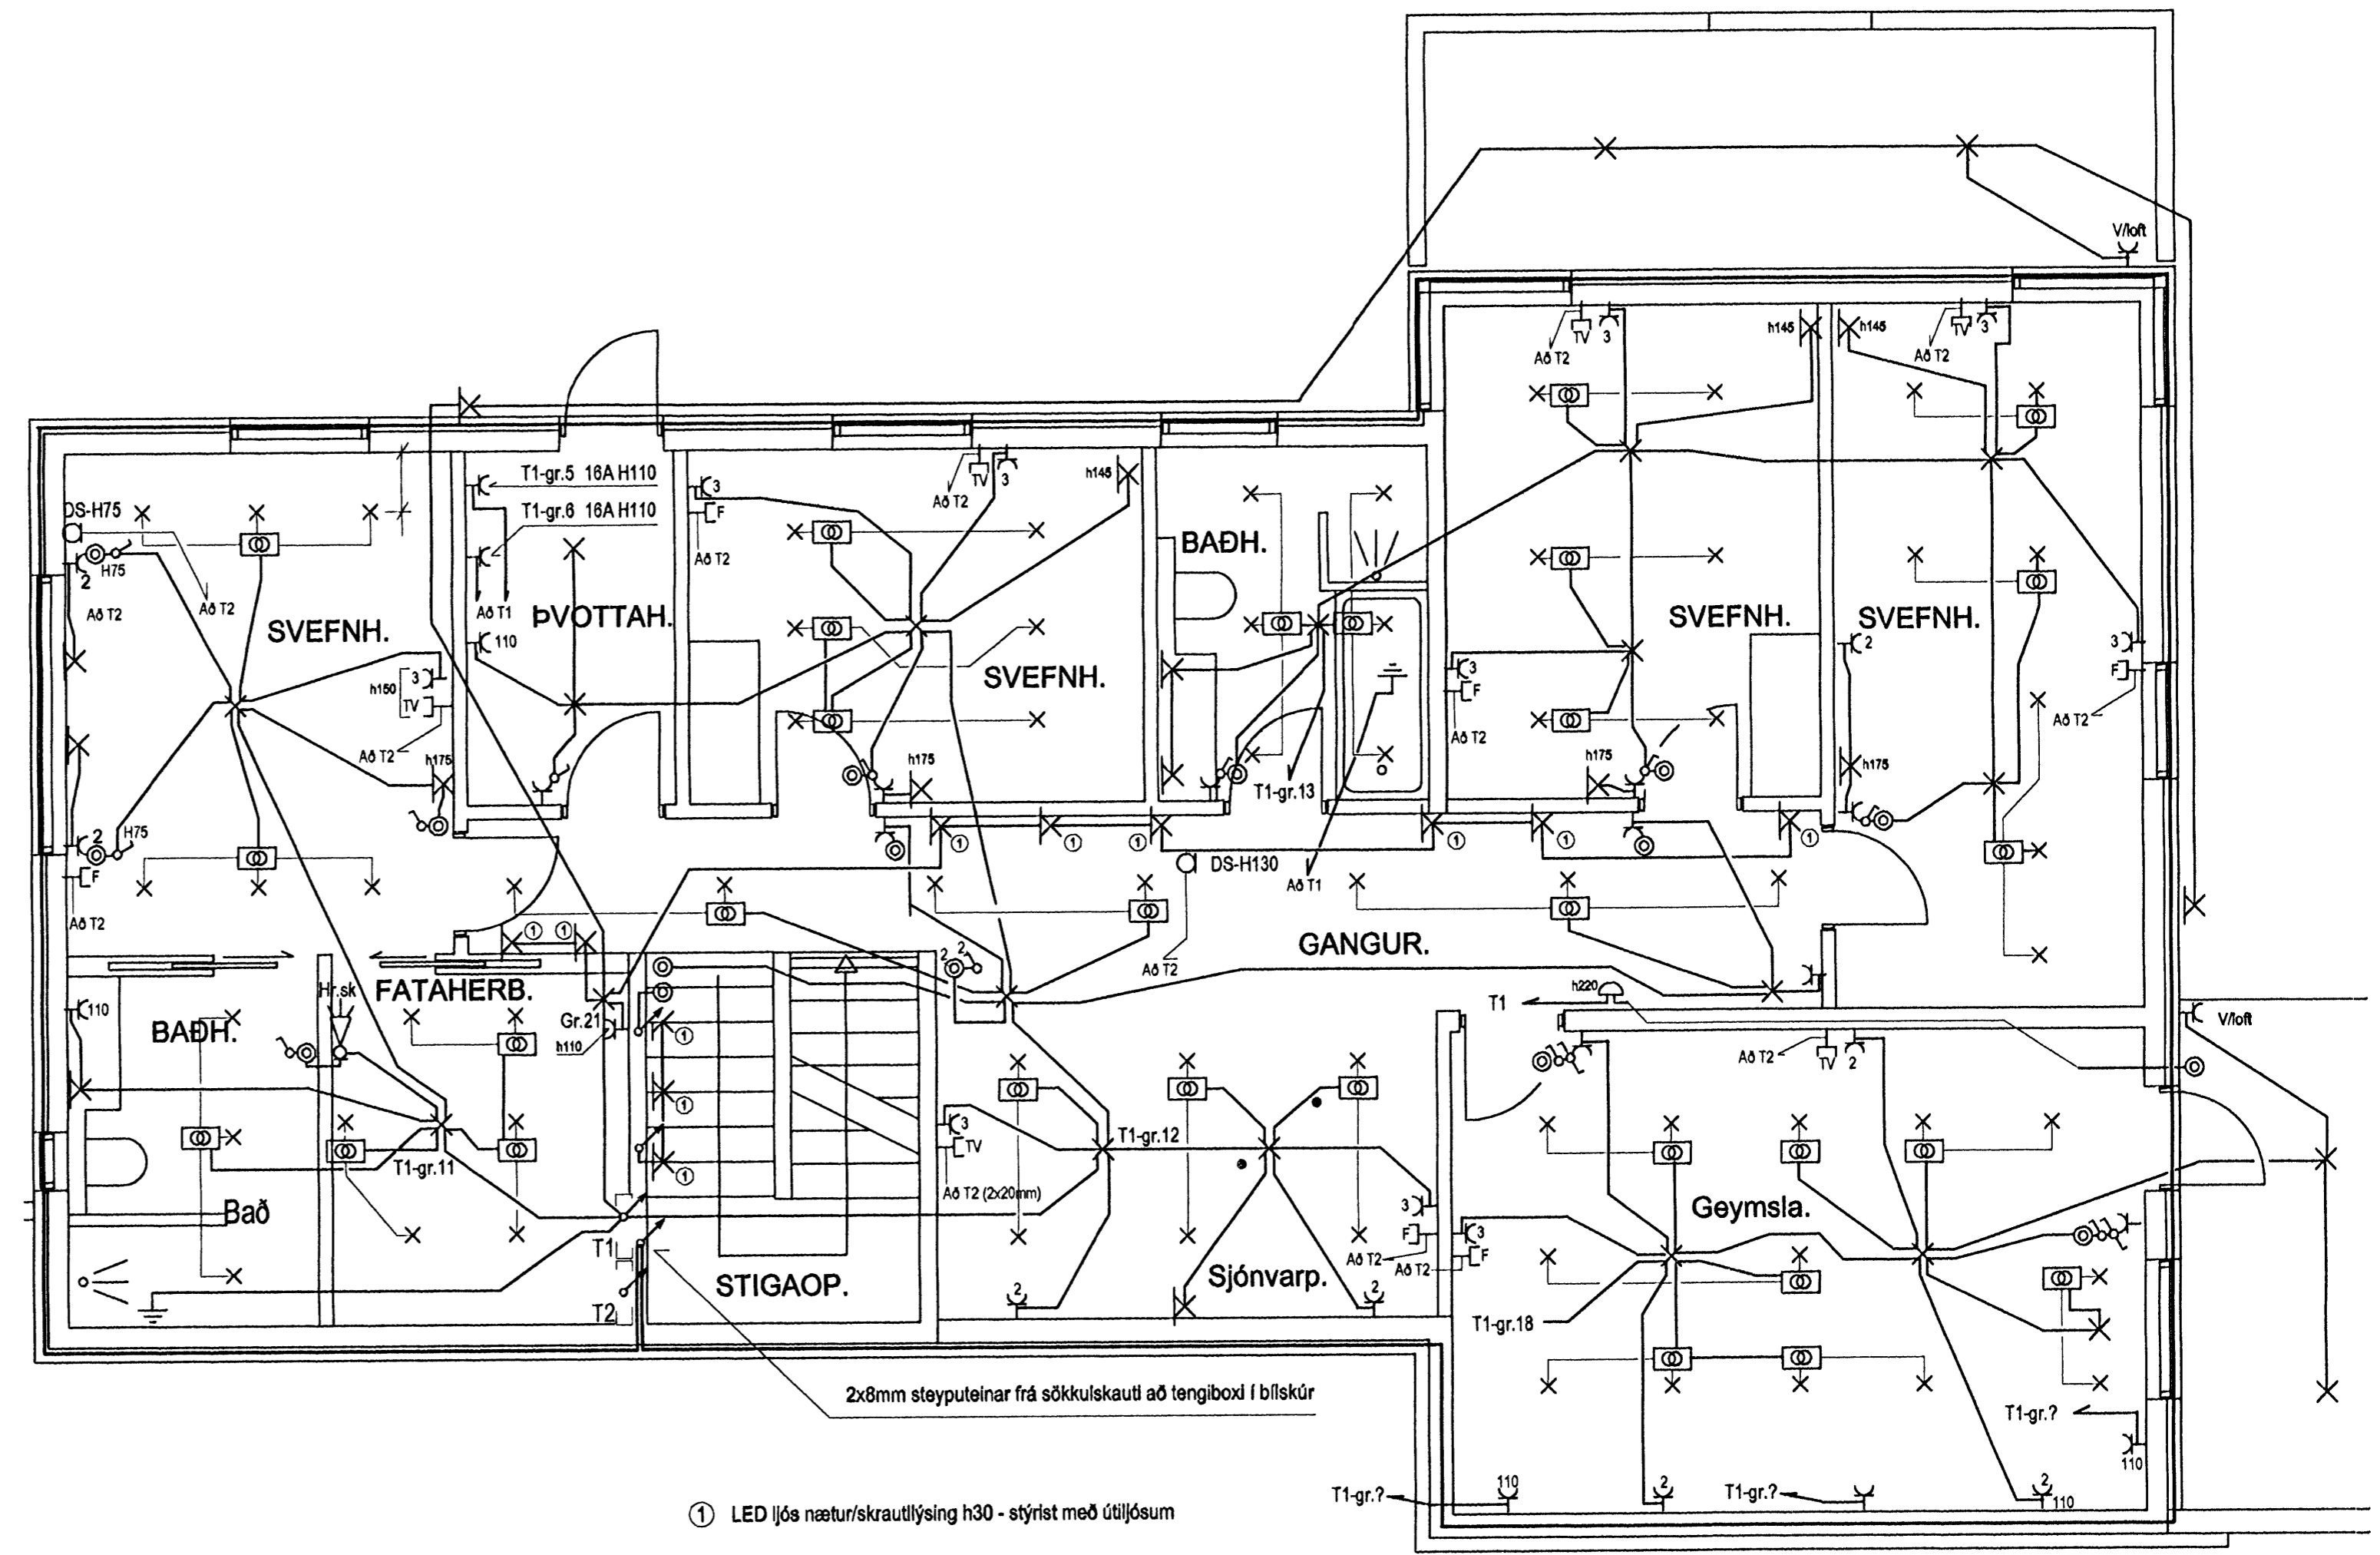 V/loft
h145
h145
TV
3
Að T2
TV
3
Að T2
T1-gr.5 16A H110
T1-gr.6 16A H110
3
F
Að T2
Að T2
TV
3
h145
DS-H75
H75
2
Að T2
Að T2
SVEFNH.
Að T1
110
ÞVOTTAH.
SVEFNH.
BAÐH.
SVEFNH.
SVEFNH.
2
3
F
Að T2
h150
3
TV
Að T2
h175
3
F
Að T2
h175
T1-gr.13
h175
h175
2
H75
F
Að T2
1
1
1
1
1
1
DS-H130
Að T1
1
1
GANGUR.
Að T2
2
2
FATAHERB.
Hr.sk
110
BAÐH.
Gr.21
h110
1
1
1
T1
h220
V/loft
Að T2
TV
2
3
TV
T1-gr.12
T1-gr.11
Að T2 (2x20mm)
Bað
Geymsla.
3
F
Að T2
3
F
Að T2
T1
T2
STIGAOP.
Sjónvarp.
2
2
T1-gr.18
2x8mm steyputeinar frá sökkulskauti að tengiboxi í bílskúr
T1-gr.?
110
T1-gr.?
110
2
T1-gr.?
2
110
1 LED ljós nætur/skrautllýsing h30 - stýrist með útiljósum